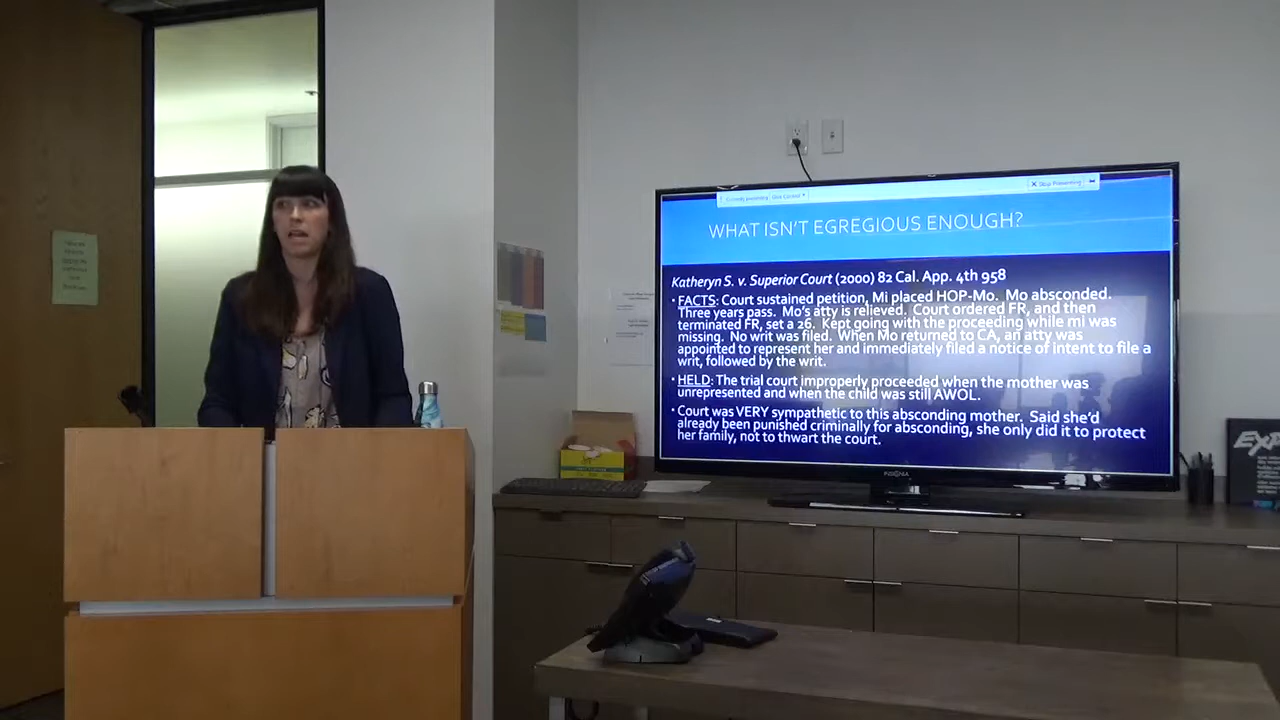 Stop Presenting
WHAT ISN'T EGREGIOUS ENOUGH?
Katheryn S. v. Superior Court (2000) 82 Cal. App. 4th 958
• FACTS: Court sustained petition, Mi placed HOP-Mo. Mo absconded.
Three years pass. Mo's atty is relieved. Court ordered FR, and then
terminated FR, set a 26. Kept going with the proceeding while mi was
missing. No writ was filed. When Mo returned to CA, an atty was
appointed to represent her and immediately filed a notice of intent to file a
writ, followed by the writ.
• HELD: The trial court improperly proceeded when the mother was
unrepresented and when the child was still AWOL.
• Court was VERY sympathetic to this absconding mother. Said she'd
already been punished criminally for absconding, she only did it to protect
her family, not to thwart the court.
INSIGNIA